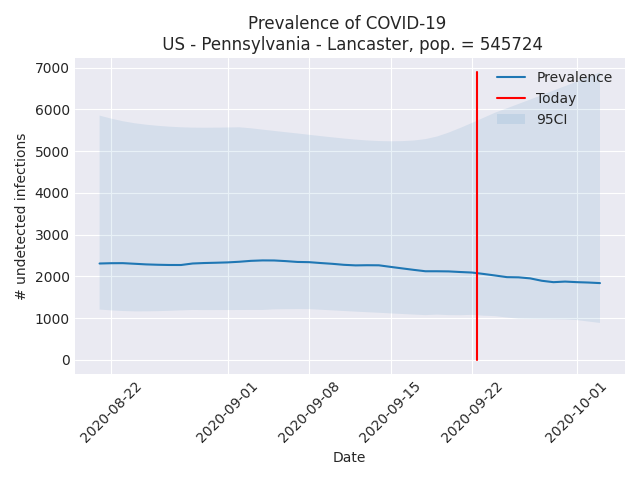 Prevalence of COVID-19
US - Pennsylvania - Lancaster, pop. = 545724
7000
6000
5000
4000
3000
2000
1000
0
# undetected infections
Prevalence
Today
95CI
2020-08-22
2020-09-01
2020-09-08
2020-09-15
2020-09-22
2020-10-01
Date